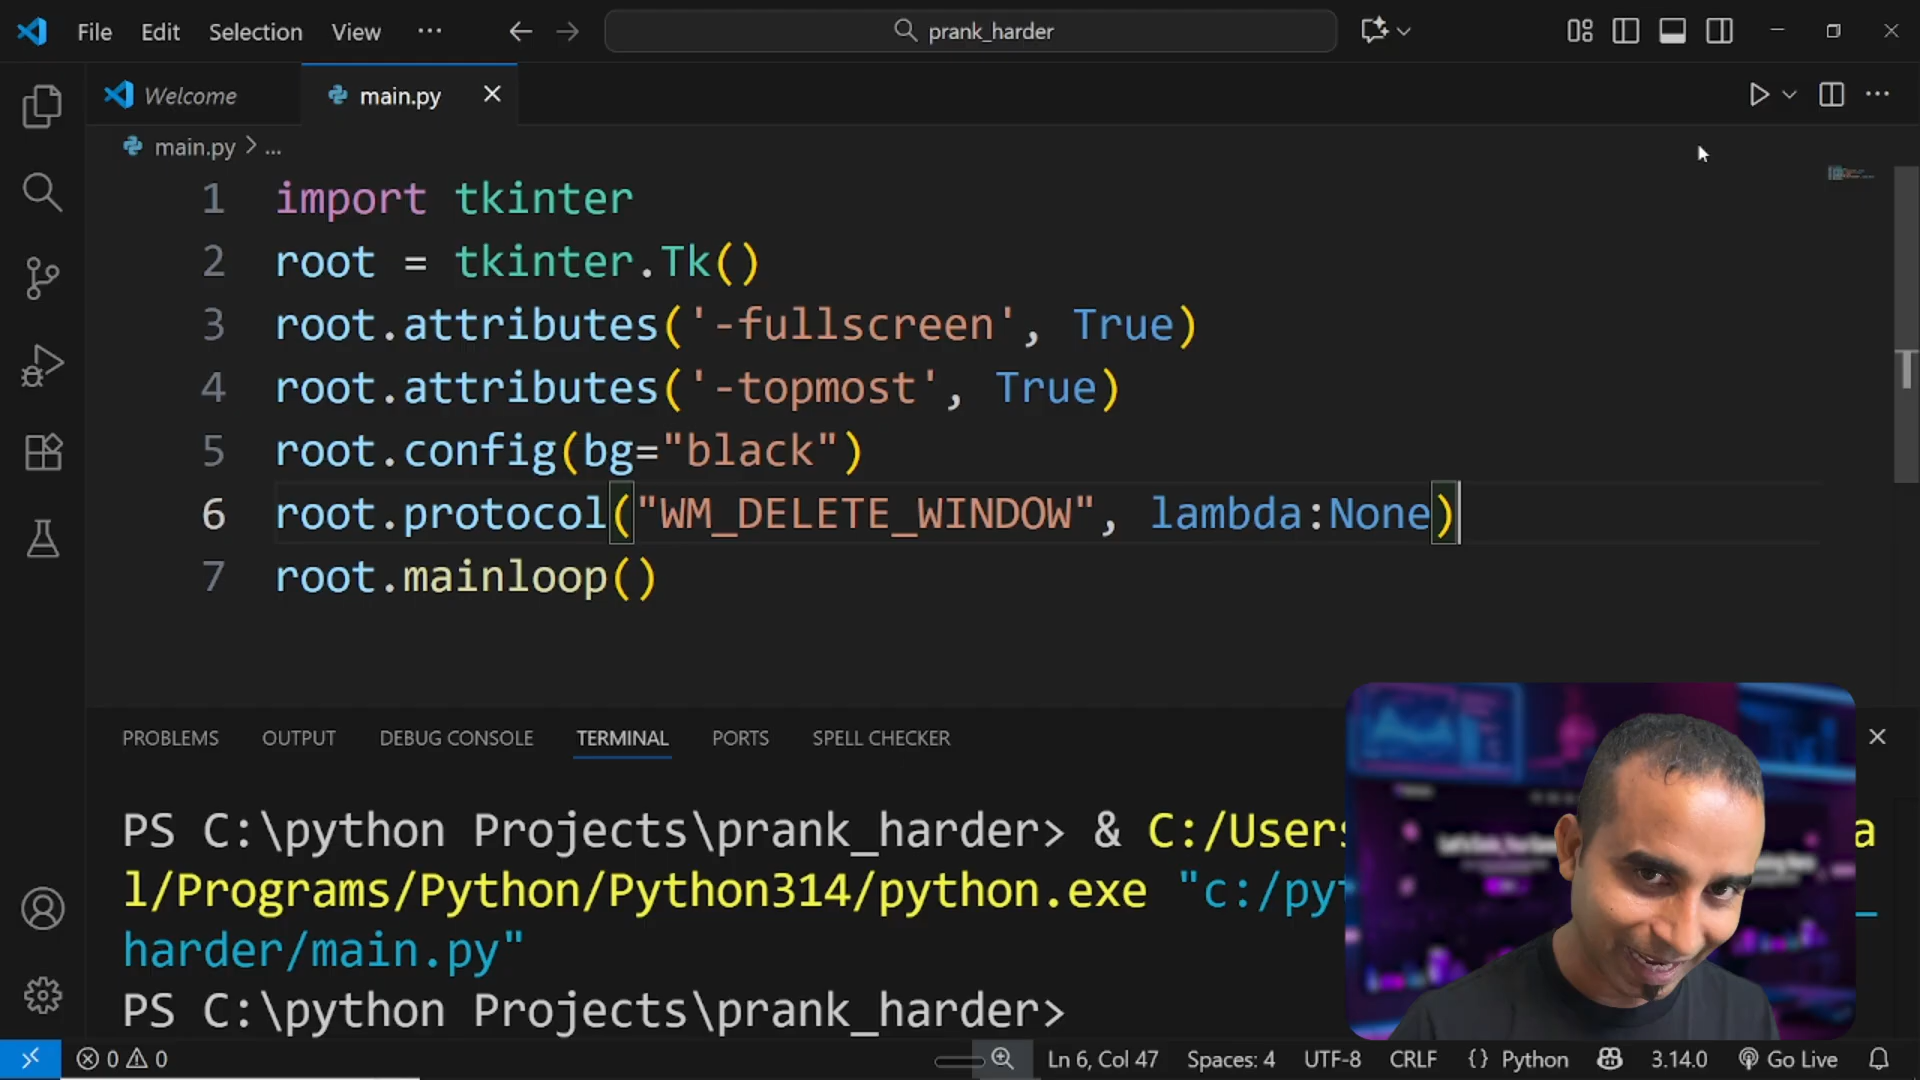 File Edit Selection View ··· prank_harder
Welcome main.py
main.py > ...
1 import tkinter
2 root = tkinter.Tk()
3 root.attributes('-fullscreen', True)
4 root.attributes('-topmost', True)
5 root.config(bg="black")
6 root.protocol("WM_DELETE_WINDOW", lambda:None)
7 root.mainloop()
PROBLEMS OUTPUT DEBUG CONSOLE TERMINAL PORTS SPELL CHECKER
PS C:\python Projects\prank_harder> & C:/Users a
l/Programs/Python/Python314/python.exe "c:/pyt _
harder/main.py"
PS C:\python Projects\prank_harder>
0 0 Ln 6, Col 47 Spaces: 4 UTF-8 CRLF {} Python 3.14.0 Go Live